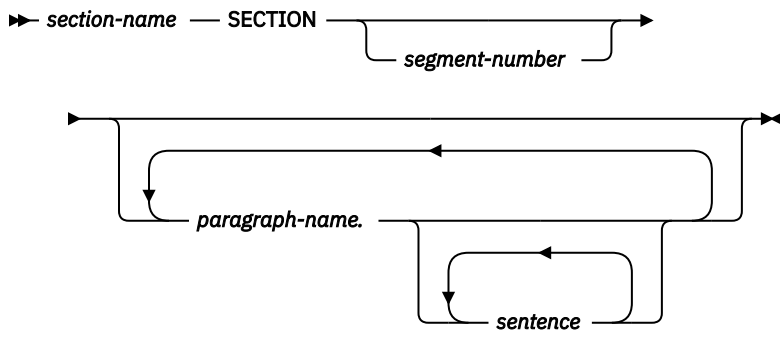 section-name SECTION
segment-number
paragraph-name.
sentence